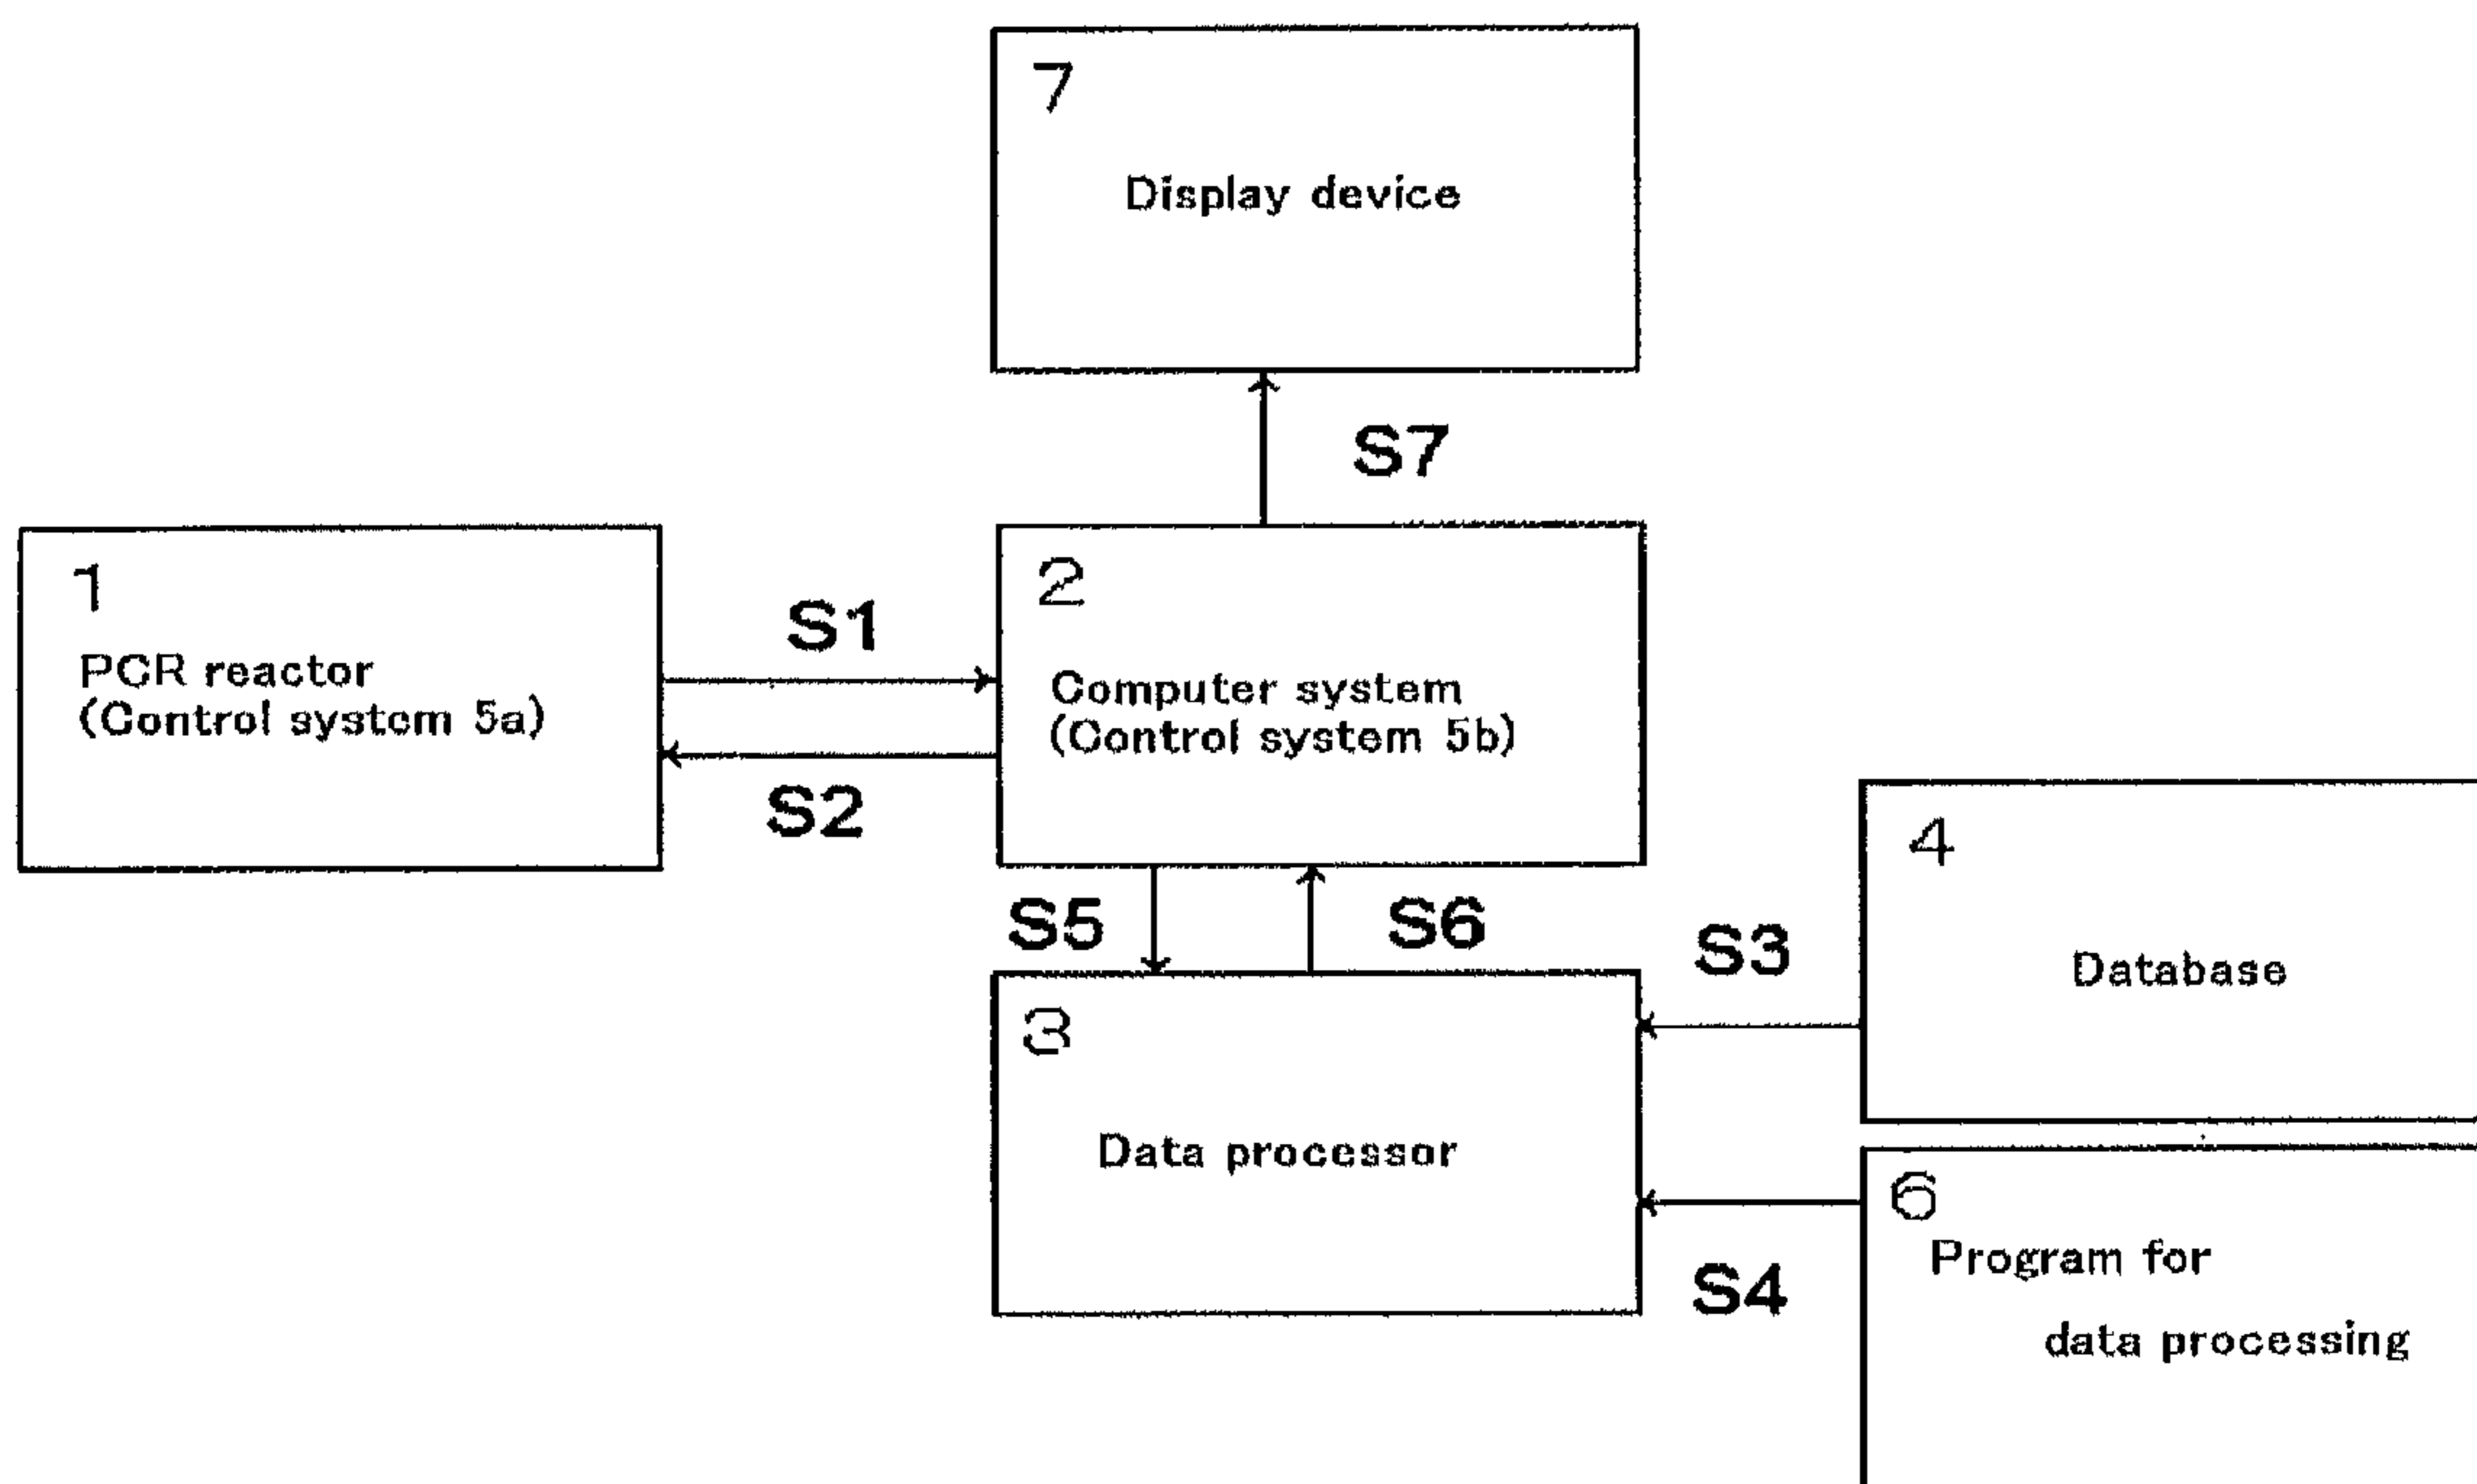 7
Display device
S7
1
PCR reactor
(Control system 5a)
S1
S2
2
Computer system
(Control system 5b)
S5
S6
3
Data processor
S3
S4
4
Database
6
Program for
data processing